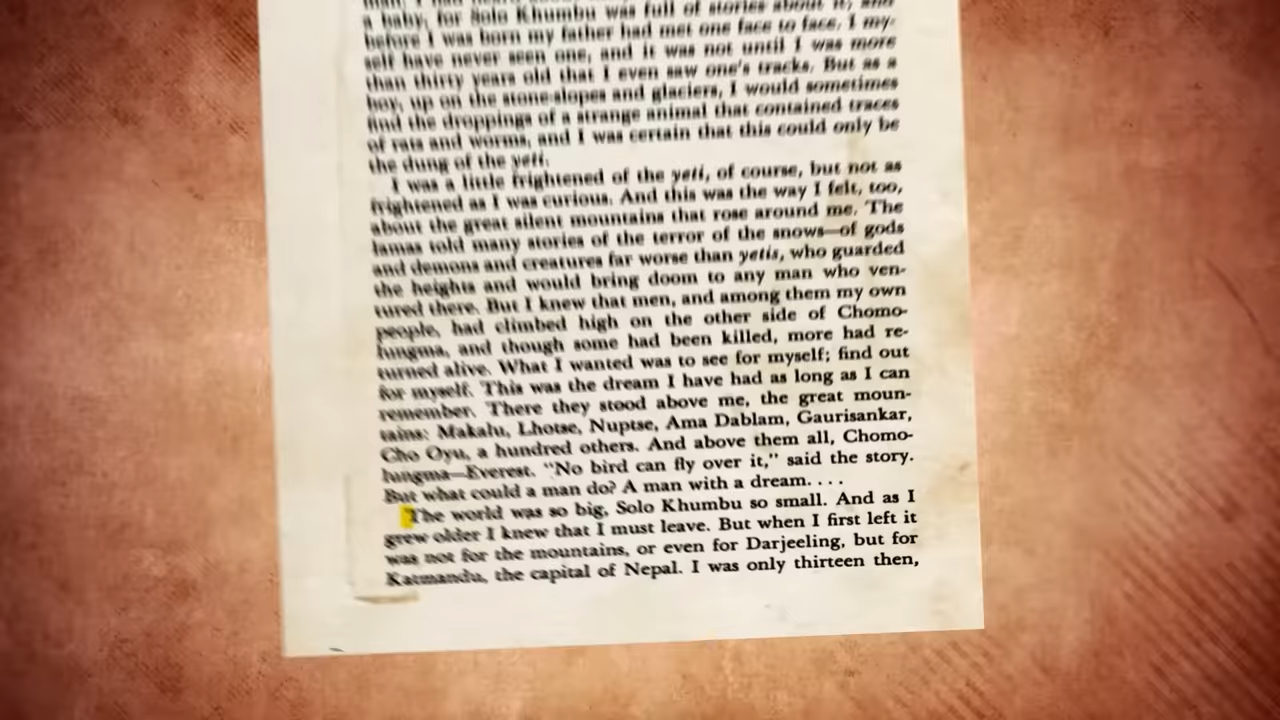 a baby, for Solo Khumbu was full of stories about it, and
before I was born my father had met one face to face. I my-
self have never seen one, and it was not until I was more
than thirty years old that I even saw one's tracks. But as a
boy, up on the stone-slopes and glaciers, I would sometimes
find the droppings of a strange animal that contained traces
of rats and worms, and I was certain that this could only be
the dung of the yeti.
I was a little frightened of the yeti, of course, but not as
frightened as I was curious. And this was the way I felt, too,
about the great silent mountains that rose around me. The
lamas told many stories of the terror of the snows—of gods
and demons and creatures far worse than yetis, who guarded
the heights and would bring doom to any man who ven-
tured there. But I knew that men, and among them my own
people, had climbed high on the other side of Chomo-
lungma, and though some had been killed, more had re-
turned alive. What I wanted was to see for myself; find out
for myself. This was the dream I have had as long as I can
remember. There they stood above me, the great moun-
tains: Makalu, Lhotse, Nuptse, Ama Dablam, Gaurisankar,
Cho Oyu, a hundred others. And above them all, Chomo-
lungma—Everest. "No bird can fly over it," said the story.
But what could a man do? A man with a dream. . . .
The world was so big, Solo Khumbu so small. And as I
grew older I knew that I must leave. But when I first left it
was not for the mountains, or even for Darjeeling, but for
Katmandu, the capital of Nepal. I was only thirteen then,